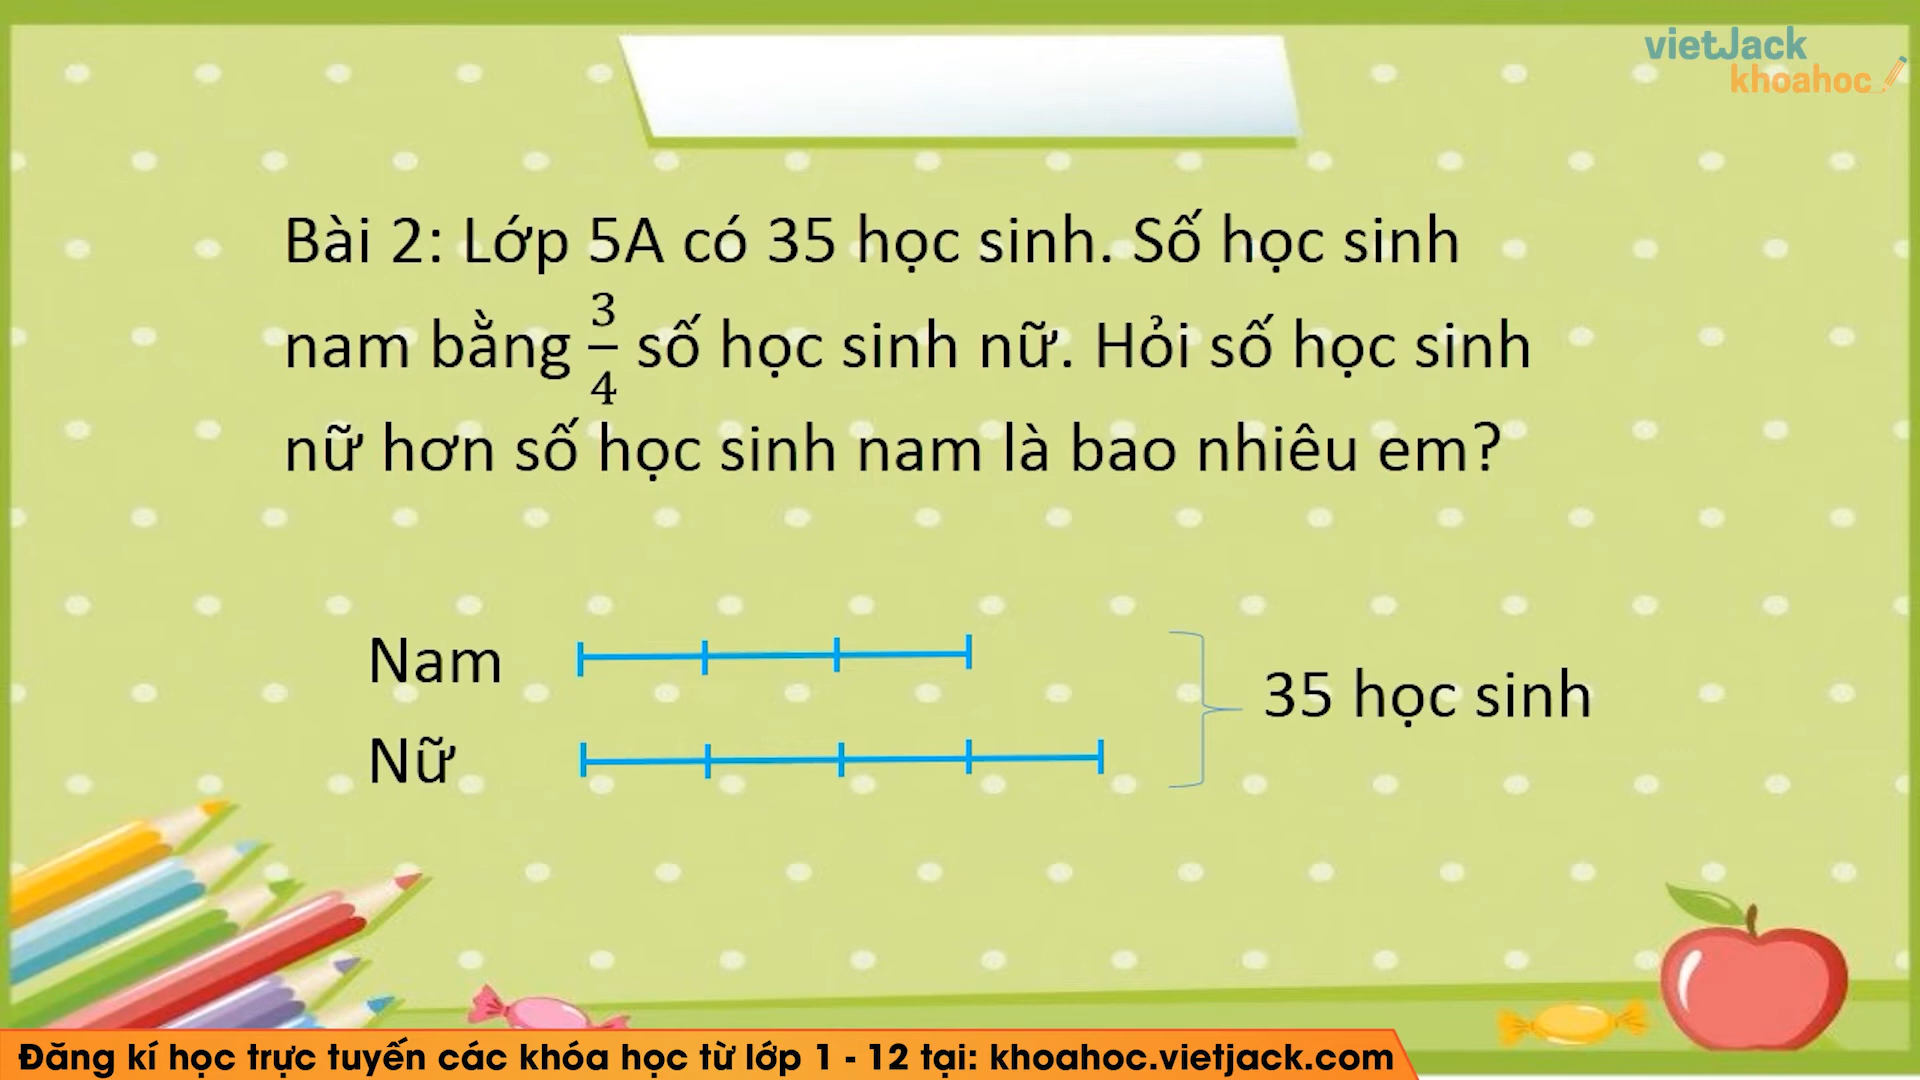 vietJack
khoahoc
Bài 2: Lớp 5A có 35 học sinh. Số học sinh
nam bằng 3/4 số học sinh nữ. Hỏi số học sinh
nữ hơn số học sinh nam là bao nhiêu em?
Nam
35 học sinh
Nữ
Đăng kí học trực tuyến các khóa học từ lớp 1 - 12 tại: khoahoc.vietjack.com